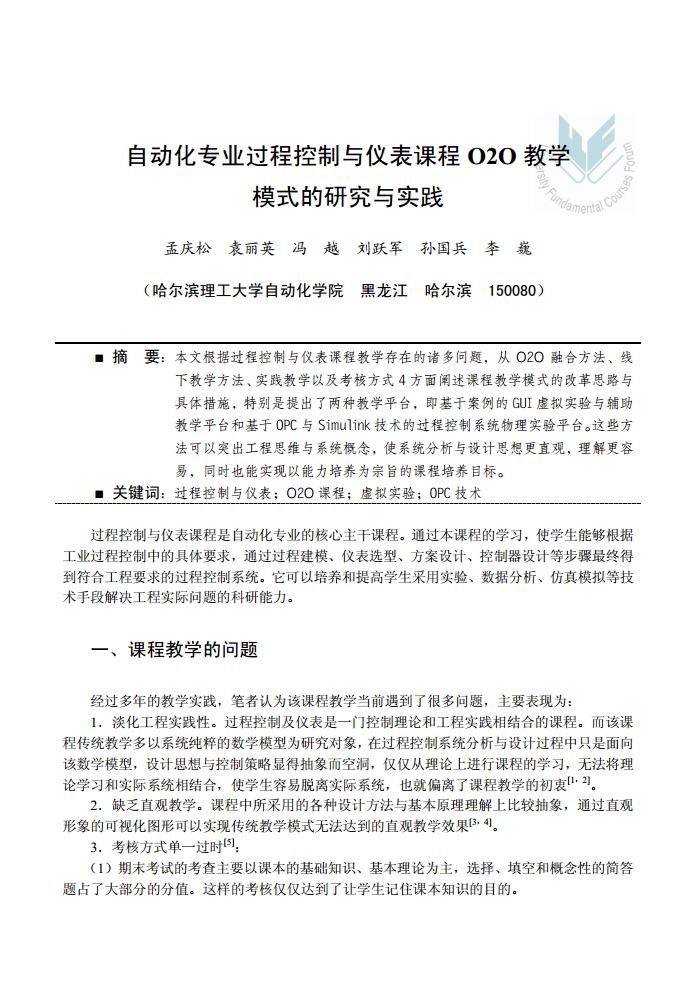 自动化专业过程控制与仪表课程 O2O 教学
模式的研究与实践
孟庆松 袁丽英 冯 越 刘跃军 孙国兵 李 巍
（哈尔滨理工大学自动化学院 黑龙江 哈尔滨 150080）
■ 摘 要：本文根据过程控制与仪表课程教学存在的诸多问题，从 O2O 融合方法、线
下教学方法、实践教学以及考核方式 4 方面阐述课程教学模式的改革思路与
具体措施，特别是提出了两种教学平台，即基于案例的 GUI 虚拟实验与辅助
教学平台和基于 OPC 与 Simulink 技术的过程控制系统物理实验平台。这些方
法可以突出工程思维与系统概念，使系统分析与设计思想更直观，理解更容
易，同时也能实现以能力培养为宗旨的课程培养目标。
■ 关键词：过程控制与仪表；O2O 课程；虚拟实验；OPC 技术
过程控制与仪表课程是自动化专业的核心主干课程。通过本课程的学习，使学生能够根据
工业过程控制中的具体要求，通过过程建模、仪表选型、方案设计、控制器设计等步骤最终得
到符合工程要求的过程控制系统。它可以培养和提高学生采用实验、数据分析、仿真模拟等技
术手段解决工程实际问题的科研能力。
一、课程教学的问题
经过多年的教学实践，笔者认为该课程教学当前遇到了很多问题，主要表现为：
1．淡化工程实践性。过程控制及仪表是一门控制理论和工程实践相结合的课程。而该课
程传统教学多以系统纯粹的数学模型为研究对象，在过程控制系统分析与设计过程中只是面向
该数学模型，设计思想与控制策略显得抽象而空洞，仅仅从理论上进行课程的学习，无法将理
论学习和实际系统相结合，使学生容易脱离实际系统，也就偏离了课程教学的初衷[1, 2]。
2．缺乏直观教学。课程中所采用的各种设计方法与基本原理理解上比较抽象，通过直观
形象的可视化图形可以实现传统教学模式无法达到的直观教学效果[3, 4]。
3．考核方式单一过时[5]：
（1）期末考试的考查主要以课本的基础知识、基本理论为主，选择、填空和概念性的简答
题占了大部分的分值。这样的考核仅仅达到了让学生记住课本知识的目的。
ersity Fundamental Courses Forum